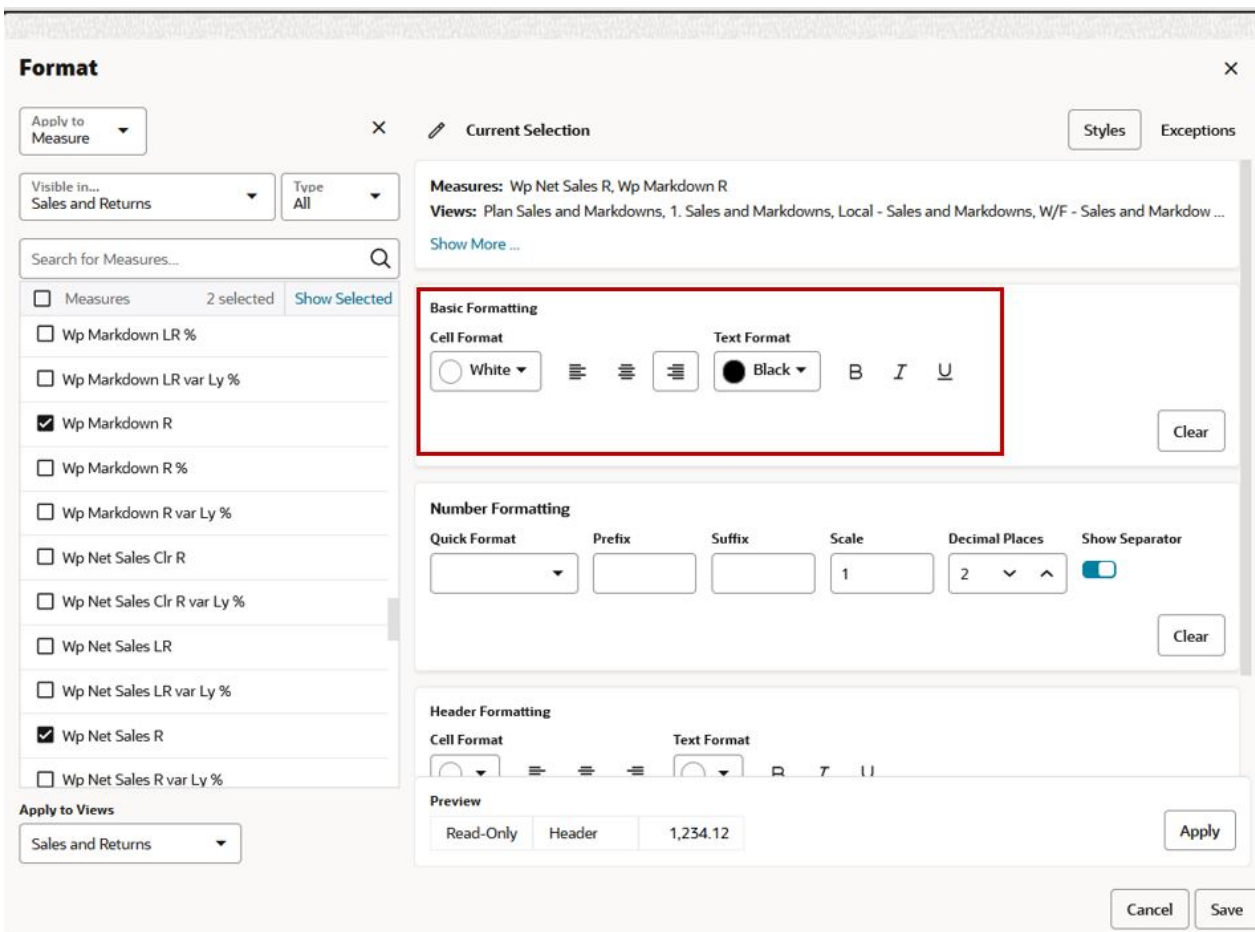 Format
Apply to
Measure
Current Selection
Styles
Exceptions
Visible in...
Sales and Returns
Type
All
Measures: Wp Net Sales R, Wp Markdown R
Views: Plan Sales and Markdowns, 1. Sales and Markdowns, Local - Sales and Markdowns, W/F - Sales and Markdow ...
Show More ...
Search for Measures...
Measures 2 selected Show Selected
Wp Markdown LR %
Wp Markdown LR var Ly %
Wp Markdown R
Wp Markdown R %
Wp Markdown R var Ly %
Wp Net Sales Clr R
Wp Net Sales Clr R var Ly %
Wp Net Sales LR
Wp Net Sales LR var Ly %
Wp Net Sales R
Wp Net Sales R var Ly %
Apply to Views
Sales and Returns
Basic Formatting
Cell Format Text Format
White Black B I U
Clear
Number Formatting
Quick Format Prefix Suffix Scale Decimal Places Show Separator
1 2
Clear
Header Formatting
Cell Format Text Format
B I U
Preview
Read-Only Header 1,234.12
Apply
Cancel Save